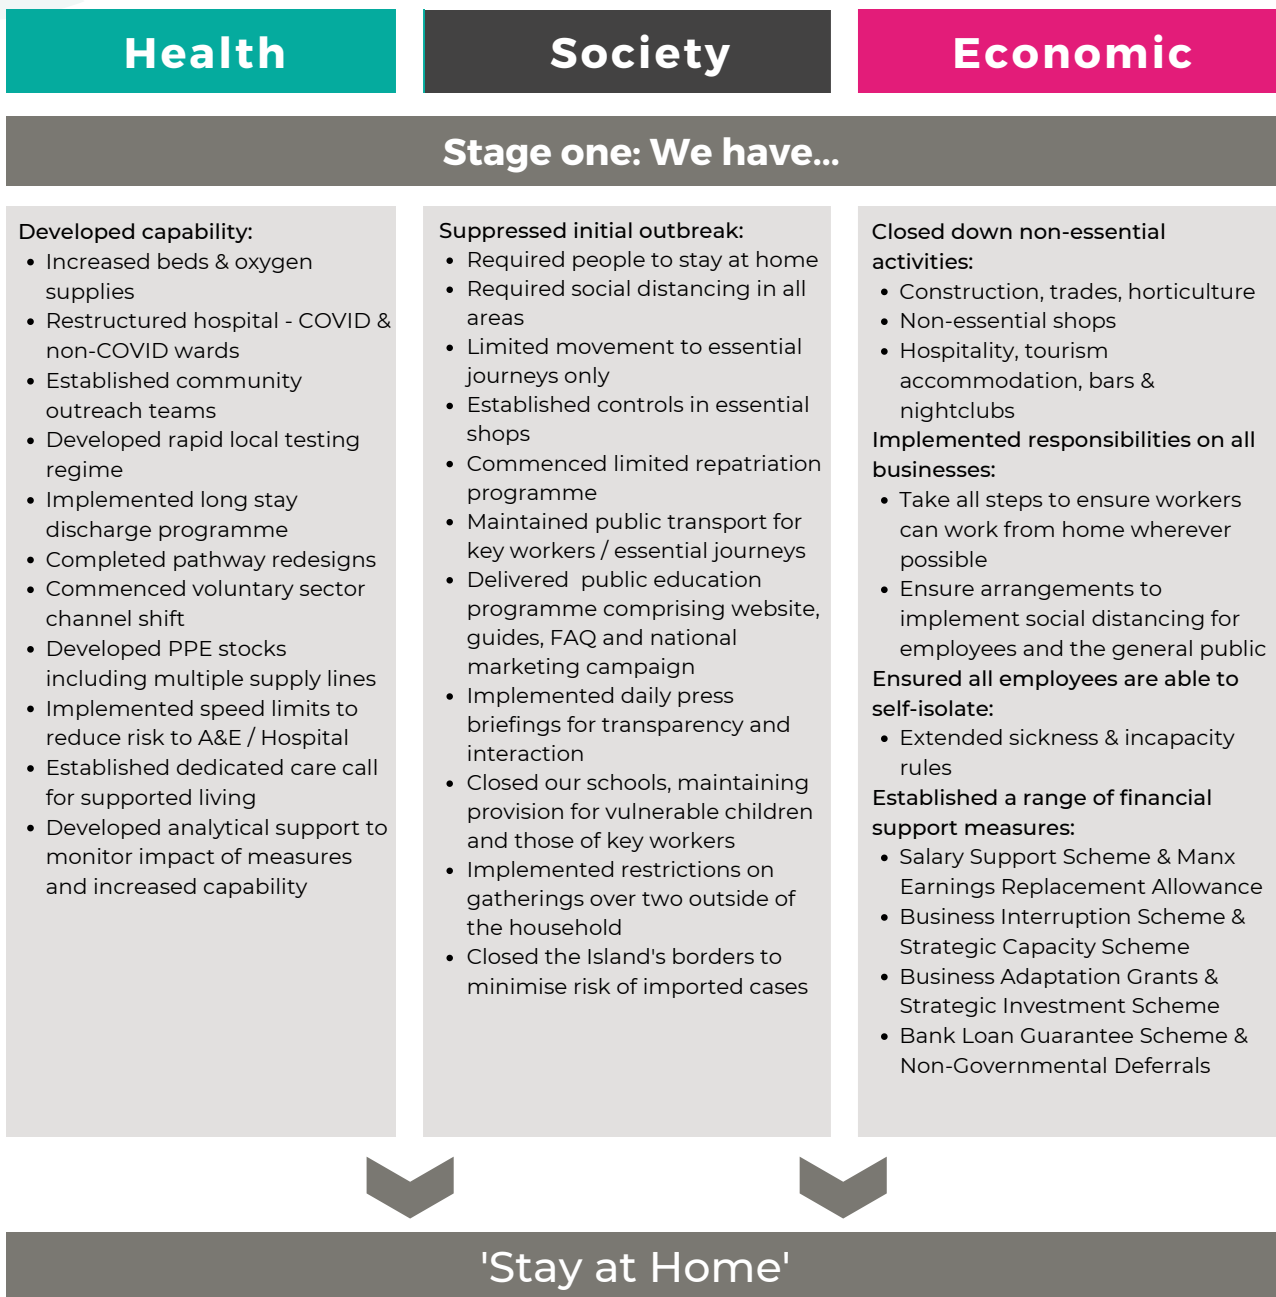 Health
Society
Economic
Stage one: We have...
Developed capability:
• Increased beds & oxygen
supplies
• Restructured hospital - COVID &
non-COVID wards
• Established community
outreach teams
• Developed rapid local testing
regime
• Implemented long stay
discharge programme
• Completed pathway redesigns
• Commenced voluntary sector
channel shift
• Developed PPE stocks
including multiple supply lines
• Implemented speed limits to
reduce risk to A&E / Hospital
• Established dedicated care call
for supported living
• Developed analytical support to
monitor impact of measures
and increased capability
Suppressed initial outbreak:
• Required people to stay at home
• Required social distancing in all
areas
• Limited movement to essential
journeys only
• Established controls in essential
shops
• Commenced limited repatriation
programme
• Maintained public transport for
key workers / essential journeys
• Delivered  public education
programme comprising website,
guides, FAQ and national
marketing campaign
• Implemented daily press
briefings for transparency and
interaction
• Closed our schools, maintaining
provision for vulnerable children
and those of key workers
• Implemented restrictions on
gatherings over two outside of
the household
• Closed the Island's borders to
minimise risk of imported cases
Closed down non-essential
activities:
• Construction, trades, horticulture
• Non-essential shops
• Hospitality, tourism
accommodation, bars &
nightclubs
Implemented responsibilities on all
businesses:
• Take all steps to ensure workers
can work from home wherever
possible
• Ensure arrangements to
implement social distancing for
employees and the general public
Ensured all employees are able to
self-isolate:
• Extended sickness & incapacity
rules
Established a range of financial
support measures:
• Salary Support Scheme & Manx
Earnings Replacement Allowance
• Business Interruption Scheme &
Strategic Capacity Scheme
• Business Adaptation Grants &
Strategic Investment Scheme
• Bank Loan Guarantee Scheme &
Non-Governmental Deferrals
'Stay at Home'